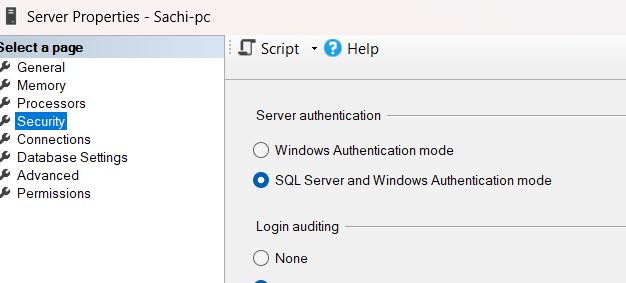 Server Properties - Sachi-pc
Select a page
General
Memory
Processors
Security
Connections
Database Settings
Advanced
Permissions
Script
Help
Server authentication
Windows Authentication mode
SQL Server and Windows Authentication mode
Login auditing
None